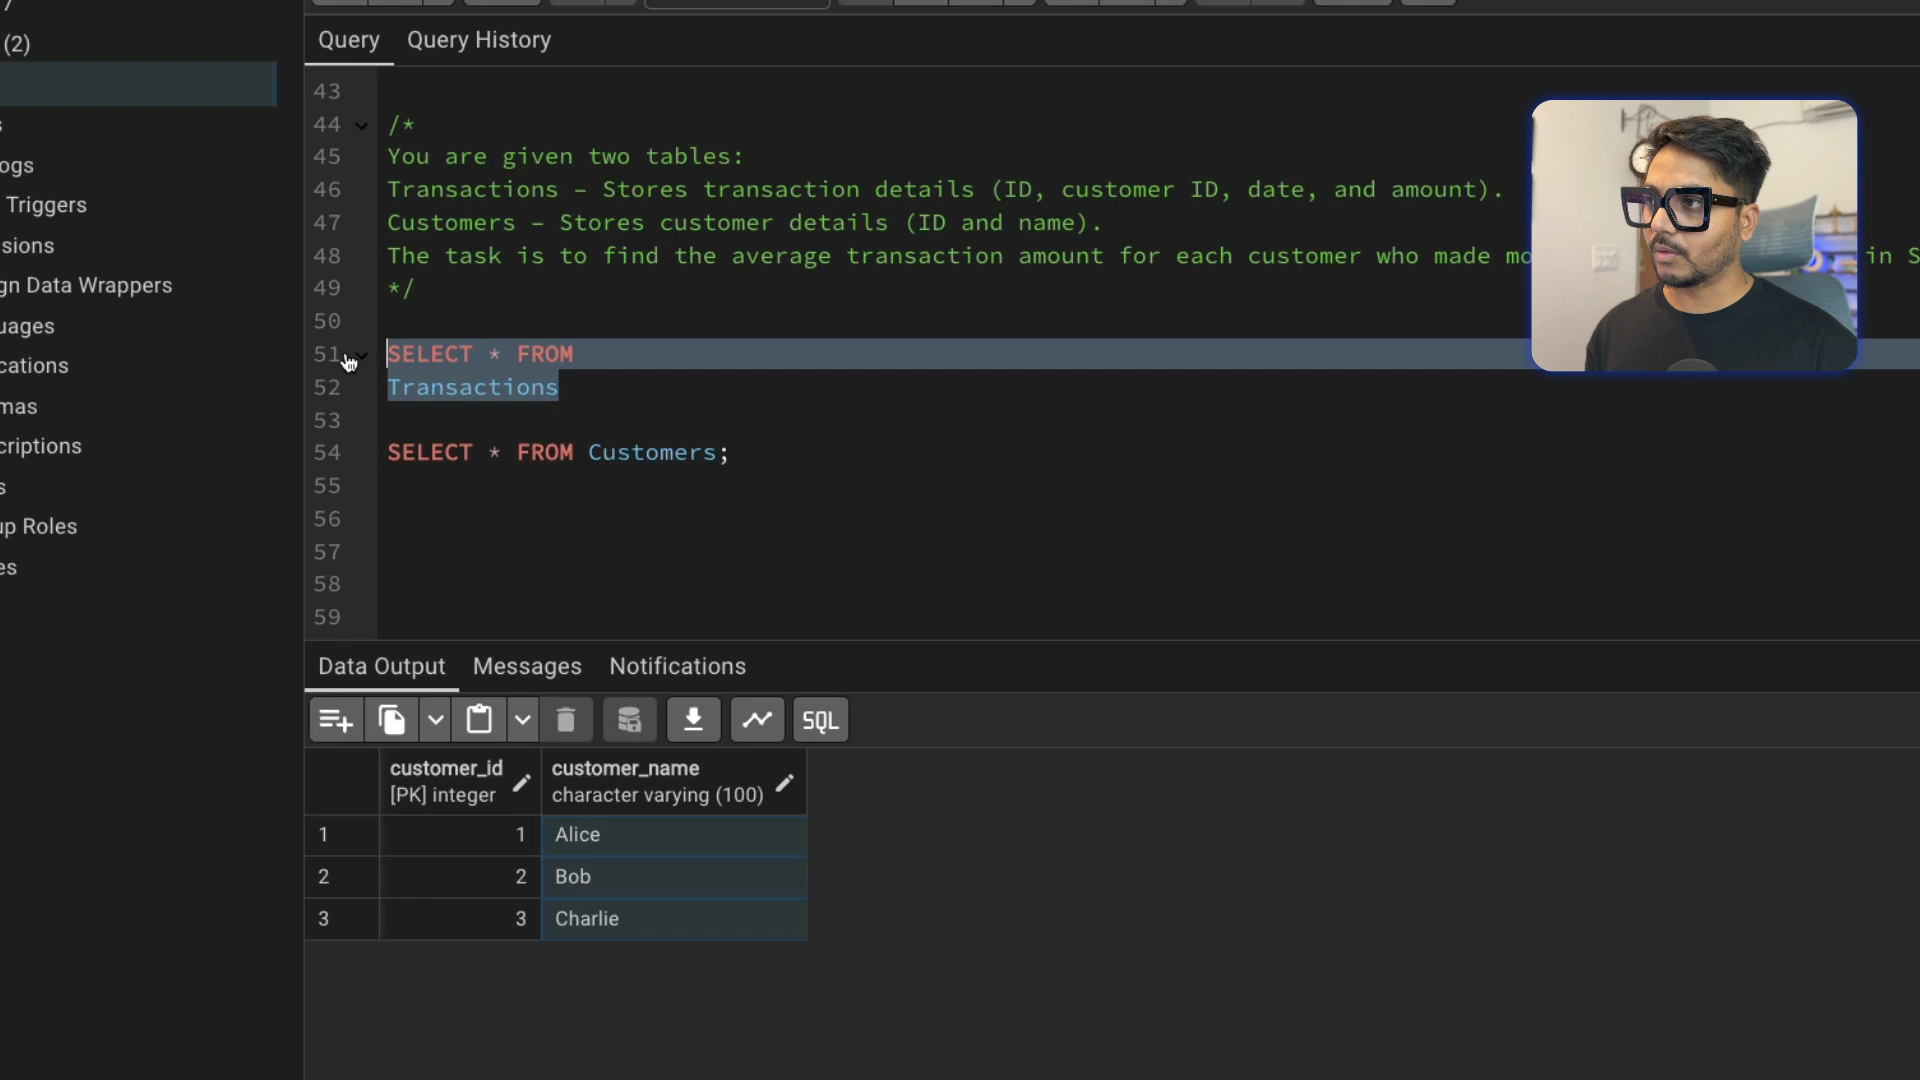 (2)
ogs
Triggers
sions
gn Data Wrappers
uages
cations
mas
criptions
s
up Roles
es
Query Query History
43
44 /*
45 You are given two tables:
46 Transactions – Stores transaction details (ID, customer ID, date, and amount).
47 Customers – Stores customer details (ID and name).
48 The task is to find the average transaction amount for each customer who made mo in S
49 */
50
51 SELECT * FROM
52 Transactions
53
54 SELECT * FROM Customers;
55
56
57
58
59
Data Output Messages Notifications
SQL
customer_id customer_name
[PK] integer character varying (100)
1 1 Alice
2 2 Bob
3 3 Charlie